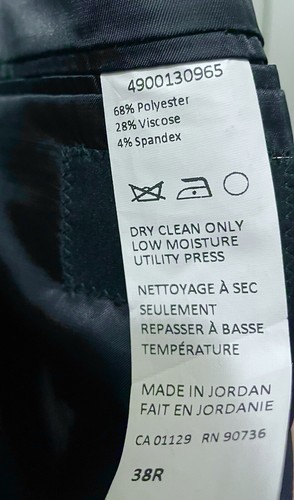 4900130965
68% Polyester
28% Viscose
4% Spandex
DRY CLEAN ONLY
LOW MOISTURE
UTILITY PRESS
NETTOYAGE À SEC
SEULEMENT
REPASSER À BASSE
TEMPÉRATURE
MADE IN JORDAN
FAIT EN JORDANIE
CA 01129 RN 90736
38R